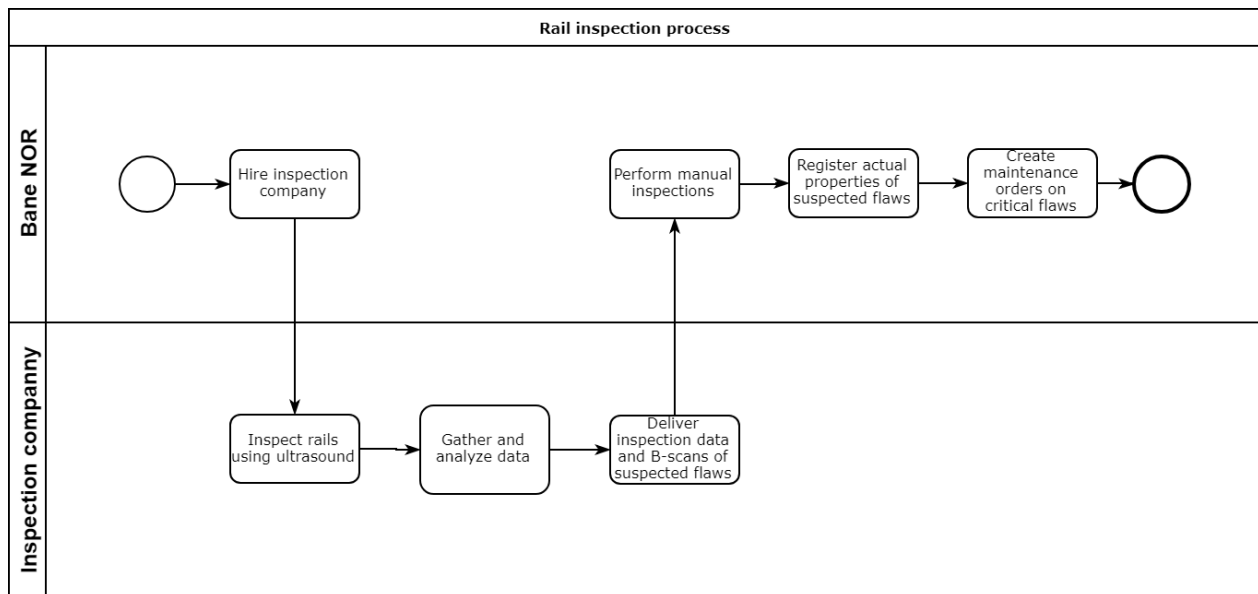 Rail inspection process
Bane NOR
Hire inspection
company
Perform manual
inspections
Register actual
properties of
suspected flaws
Create
maintenance
orders on
critical flaws
Inspection companny
Inspect rails
using ultrasound
Gather and
analyze data
Deliver
inspection data
and B-scans of
suspected flaws